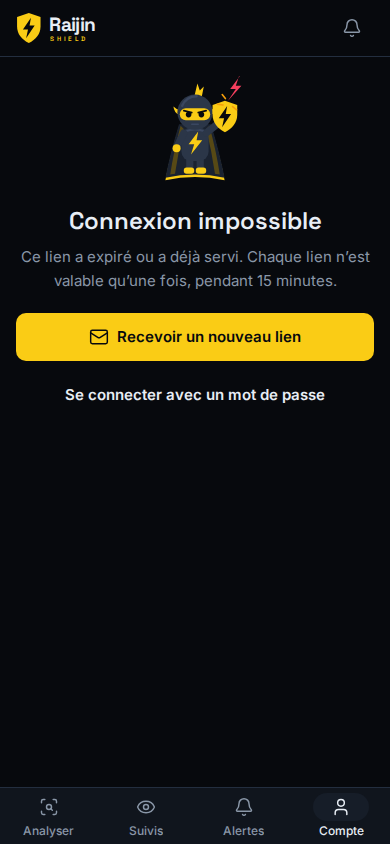 Raijin
SHIELD
Connexion impossible
Ce lien a expiré ou a déjà servi. Chaque lien n’est
valable qu’une fois, pendant 15 minutes.
Recevoir un nouveau lien
Se connecter avec un mot de passe
Analyser
Suivis
Alertes
Compte